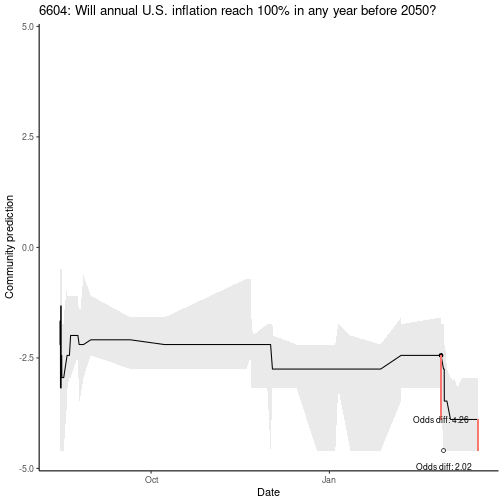 6604: Will annual U.S. inflation reach 100% in any year before 2050?
5.0
2.5
0.0
-2.5
-5.0
Community prediction
Odds diff: 4.26
Odds diff: 2.02
Oct
Jan
Date